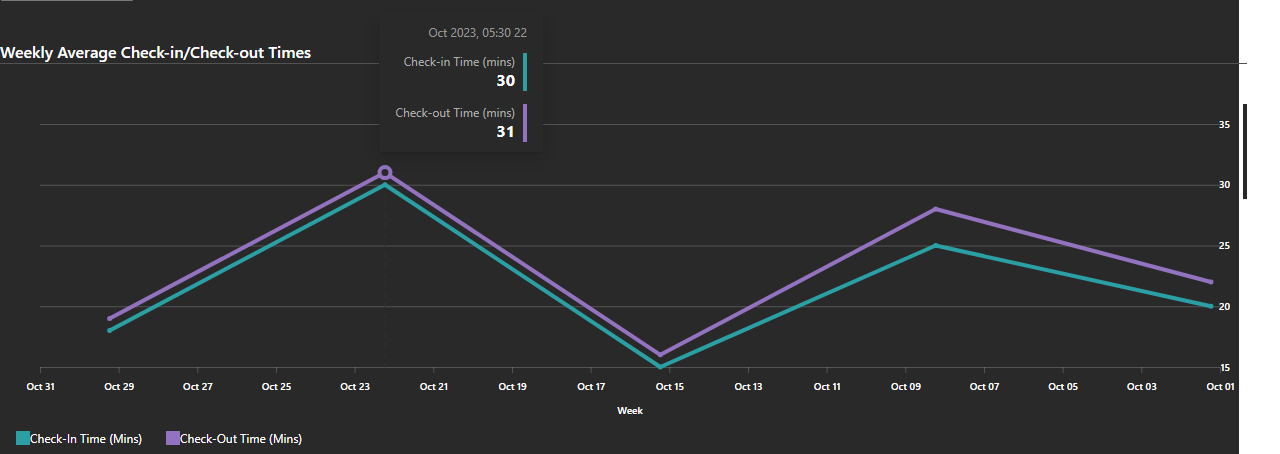 Oct 2023, 05:30 22
Weekly Average Check-in/Check-out Times
Check-in Time (mins)
30
Check-out Time (mins)
31
35
30
25
20
15
Oct 31 Oct 29 Oct 27 Oct 25 Oct 23 Oct 21 Oct 19 Oct 17 Oct 15 Oct 13 Oct 11 Oct 09 Oct 07 Oct 05 Oct 03 Oct 01
Week
Check-In Time (Mins) Check-Out Time (Mins)